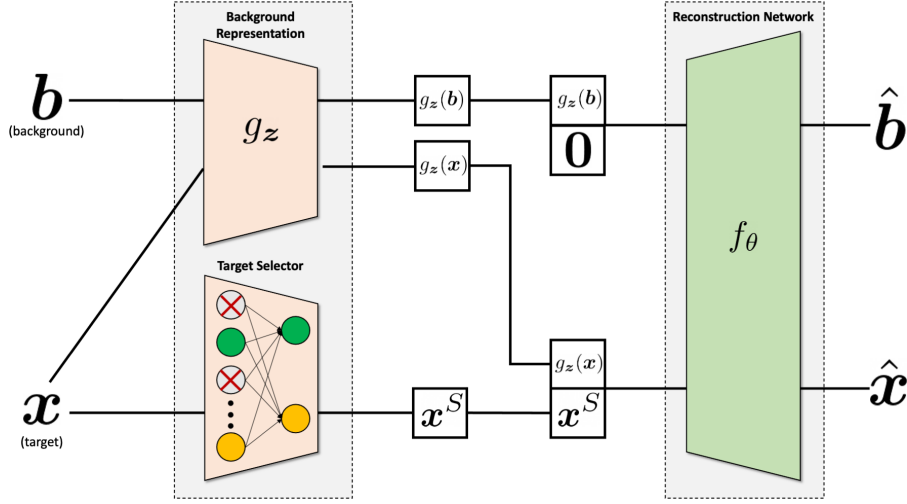 Background
Representation
Reconstruction Network
b
(background)
g_z
g_z(b)
g_z(b)
0
b̂
g_z(x)
f_θ
Target Selector
g_z(x)
x
(target)
x^S
x^S
x̂